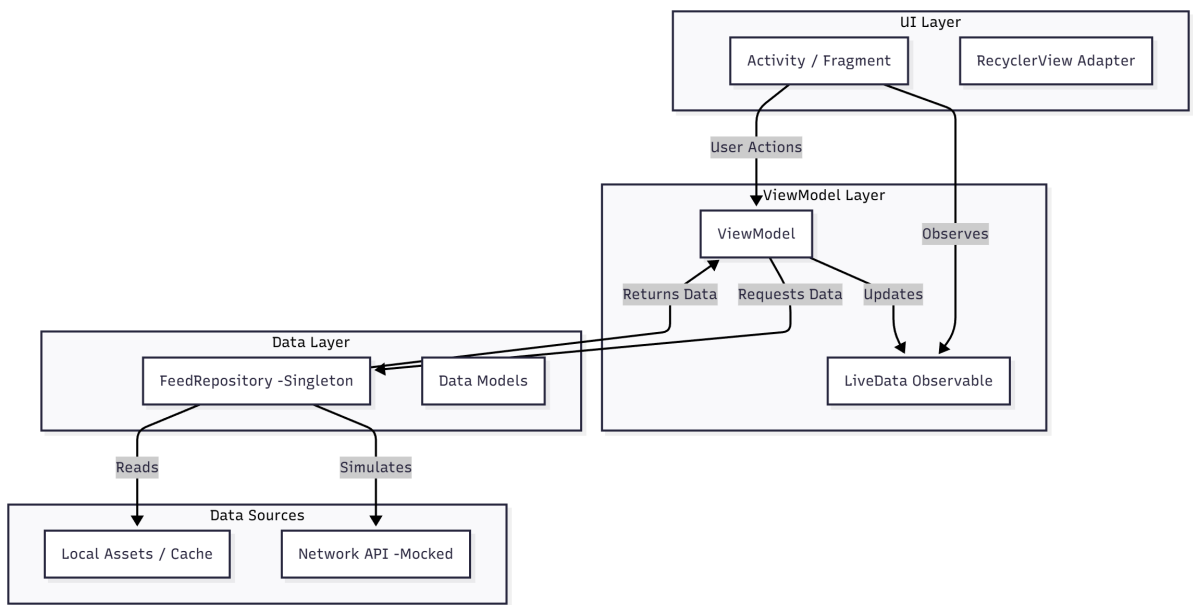 UI Layer
Activity / Fragment
RecyclerView Adapter
User Actions
ViewModel Layer
ViewModel
Observes
Returns Data
Requests Data
Updates
Data Layer
FeedRepository -Singleton
Data Models
LiveData Observable
Reads
Simulates
Data Sources
Local Assets / Cache
Network API -Mocked